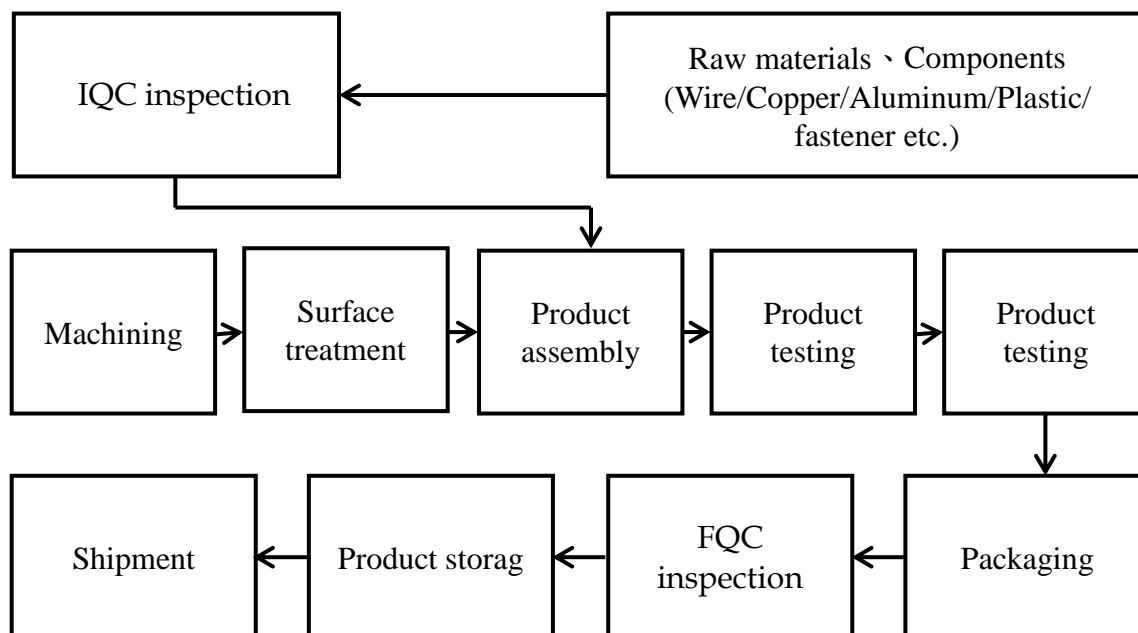 IQC inspection
Raw materials、Components
(Wire/Copper/Aluminum/Plastic/
fastener etc.)
Machining
Surface
treatment
Product
assembly
Product
testing
Product
testing
Shipment
Product storag
FQC
inspection
Packaging